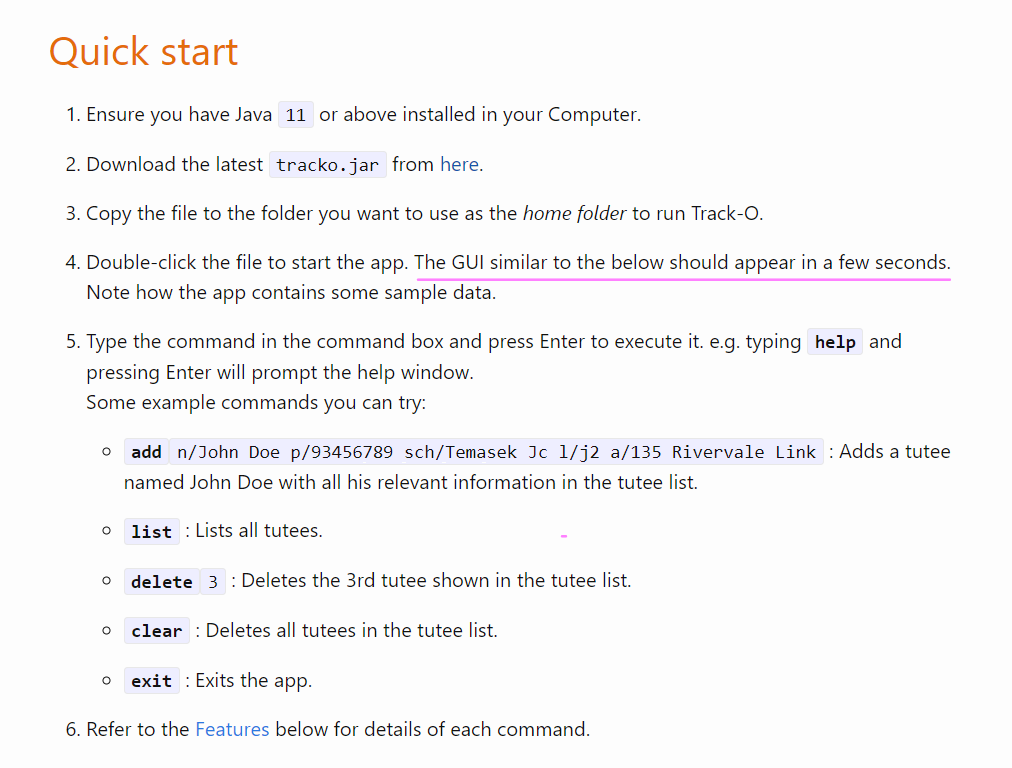 Quick start
1. Ensure you have Java 11 or above installed in your Computer.
2. Download the latest tracko.jar from here.
3. Copy the file to the folder you want to use as the home folder to run Track-O.
4. Double-click the file to start the app. The GUI similar to the below should appear in a few seconds.
Note how the app contains some sample data.
5. Type the command in the command box and press Enter to execute it. e.g. typing help and
pressing Enter will prompt the help window.
Some example commands you can try:
○ add n/John Doe p/93456789 sch/Temasek Jc l/j2 a/135 Rivervale Link : Adds a tutee
named John Doe with all his relevant information in the tutee list.
○ list : Lists all tutees.
○ delete 3 : Deletes the 3rd tutee shown in the tutee list.
○ clear : Deletes all tutees in the tutee list.
○ exit : Exits the app.
6. Refer to the Features below for details of each command.